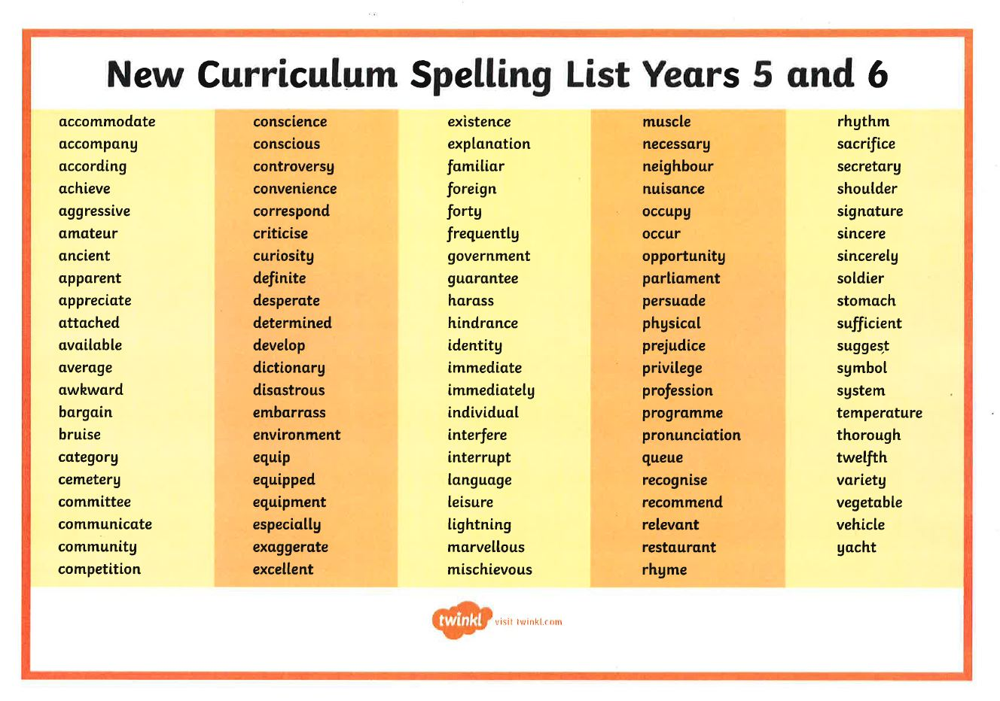 New Curriculum Spelling List Years 5 and 6
accommodate
accompany
according
achieve
aggressive
amateur
ancient
apparent
appreciate
attached
available
average
awkward
bargain
bruise
category
cemetery
committee
communicate
community
competition
conscience
conscious
controversy
convenience
correspond
criticise
curiosity
definite
desperate
determined
develop
dictionary
disastrous
embarrass
environment
equip
equipped
equipment
especially
exaggerate
excellent
existence
explanation
familiar
foreign
forty
frequently
government
guarantee
harass
hindrance
identity
immediate
immediately
individual
interfere
interrupt
language
leisure
lightning
marvellous
mischievous
muscle
necessary
neighbour
nuisance
occupy
occur
opportunity
parliament
persuade
physical
prejudice
privilege
profession
programme
pronunciation
queue
recognise
recommend
relevant
restaurant
rhyme
rhythm
sacrifice
secretary
shoulder
signature
sincere
sincerely
soldier
stomach
sufficient
suggest
symbol
system
temperature
thorough
twelfth
variety
vegetable
vehicle
yacht
twinkl visit twinkl.com